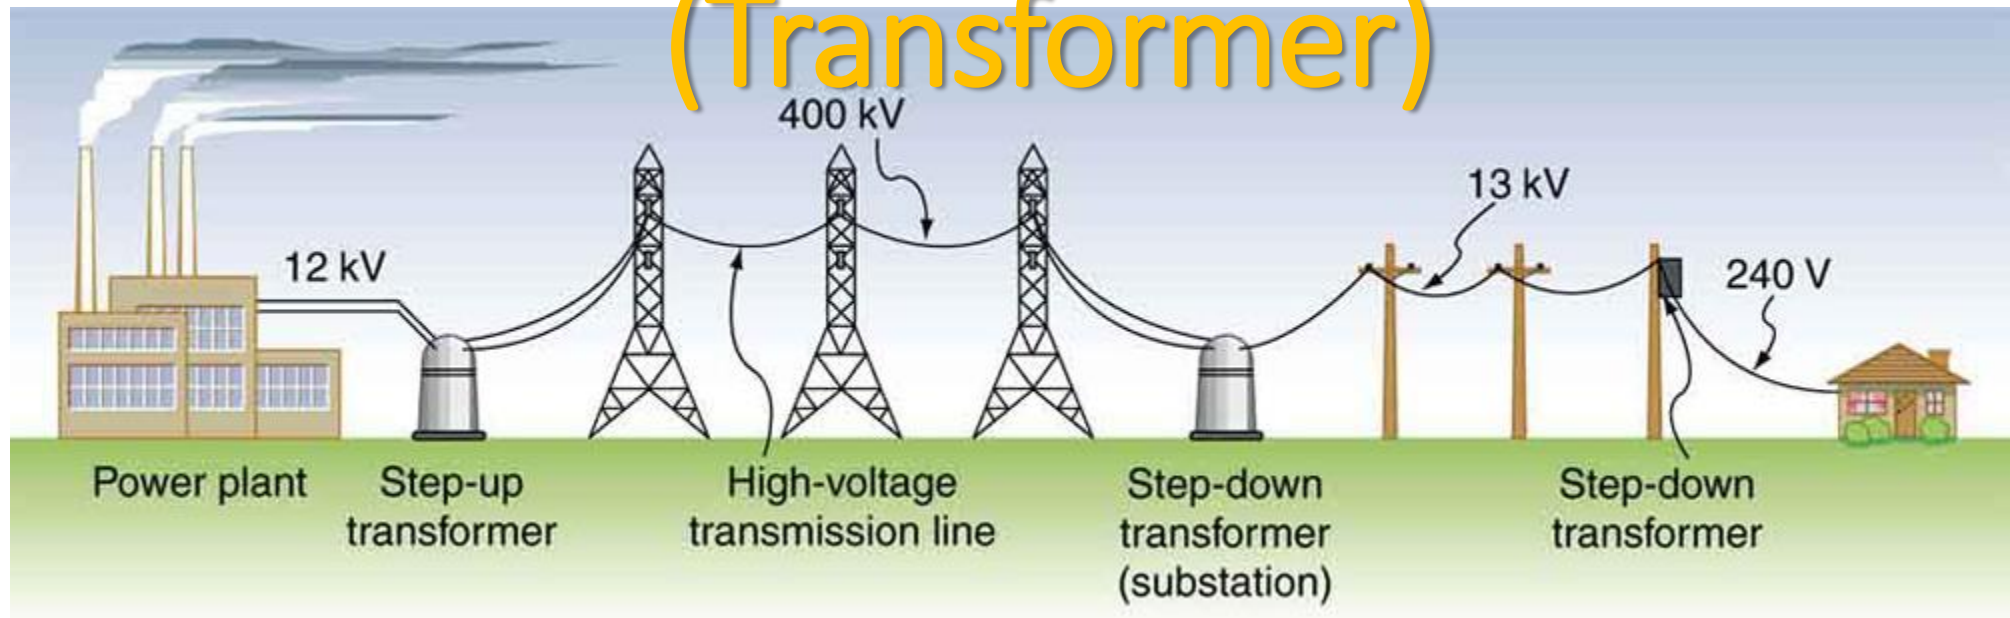 (Transformer)
400 kV
13 kV
12 kV
240 V
Power plant
Step-up
transformer
High-voltage
transmission line
Step-down
transformer
(substation)
Step-down
transformer